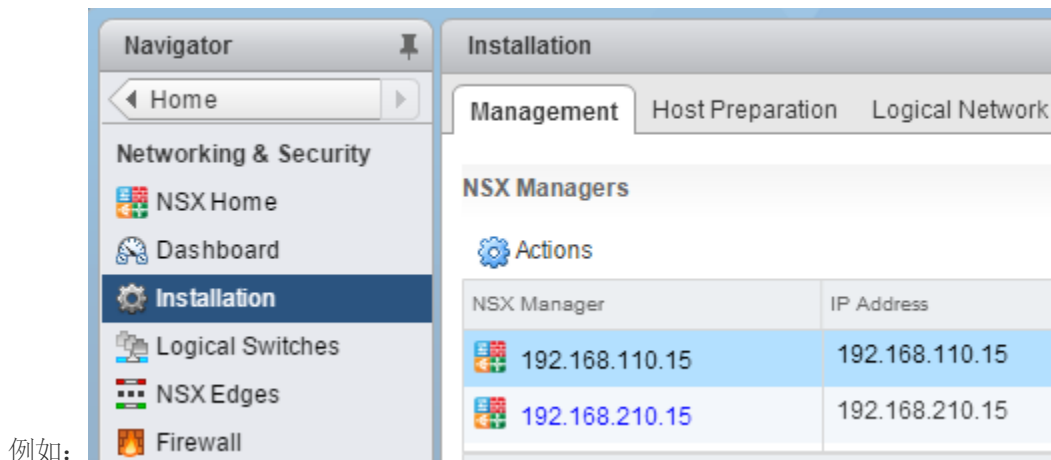 Navigator
Home
Networking & Security
NSX Home
Dashboard
Installation
Logical Switches
NSX Edges
Firewall
Installation
Management Host Preparation Logical Network
NSX Managers
Actions
NSX Manager IP Address
192.168.110.15 192.168.110.15
192.168.210.15 192.168.210.15
例如：